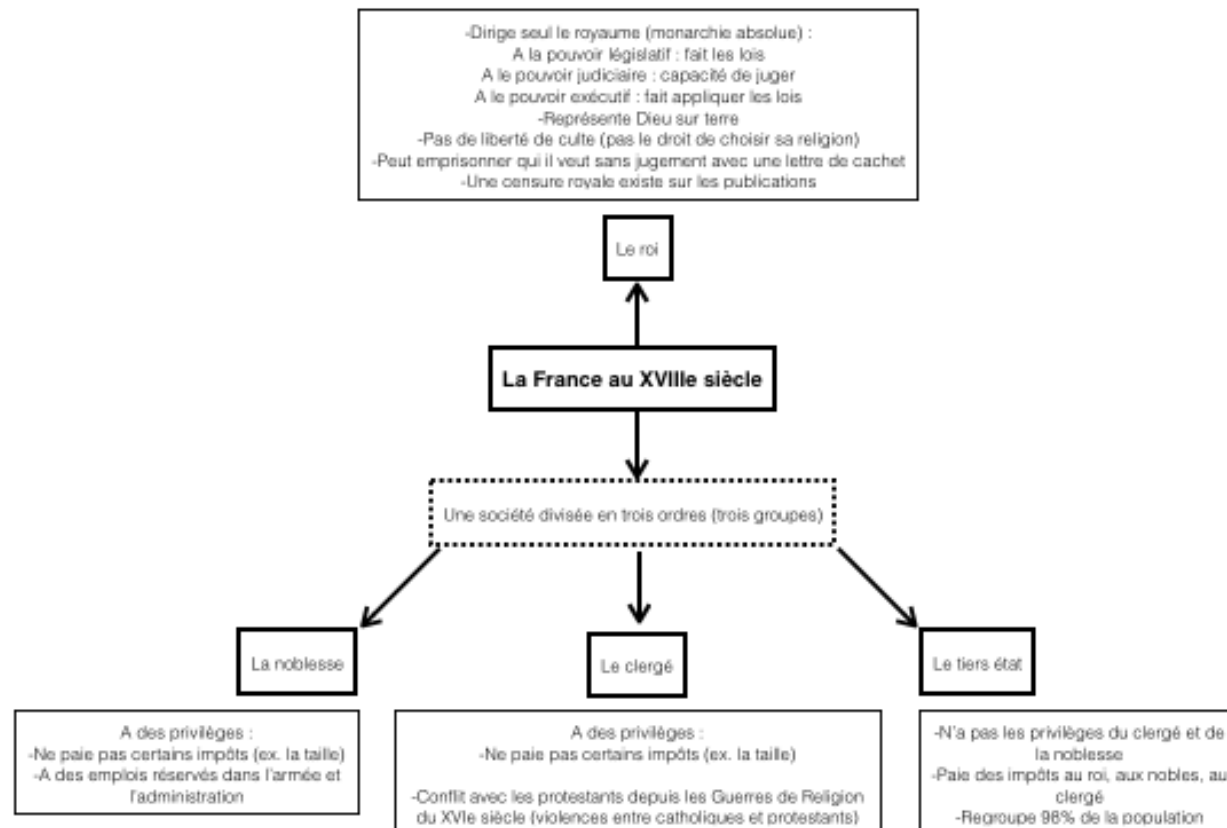 -Dirige seul le royaume (monarchie absolue) :
A la pouvoir législatif : fait les lois
A le pouvoir judiciaire : capacité de juger
A le pouvoir exécutif : fait appliquer les lois
-Représente Dieu sur terre
-Pas de liberté de culte (pas le droit de choisir sa religion)
-Peut emprisonner qui il veut sans jugement avec une lettre de cachet
-Une censure royale existe sur les publications
Le roi
La France au XVIIIe siècle
Une société divisée en trois ordres (trois groupes)
La noblesse
A des privilèges :
-Ne paie pas certains impôts (ex. la taille)
-A des emplois réservés dans l'armée et
l'administration
Le clergé
A des privilèges :
-Ne paie pas certains impôts (ex. la taille)
-Conflit avec les protestants depuis les Guerres de Religion
du XVIe siècle (violences entre catholiques et protestants)
Le tiers état
-N'a pas les privilèges du clergé et de
la noblesse
-Paie des impôts au roi, aux nobles, au
clergé
-Regroupe 98% de la population